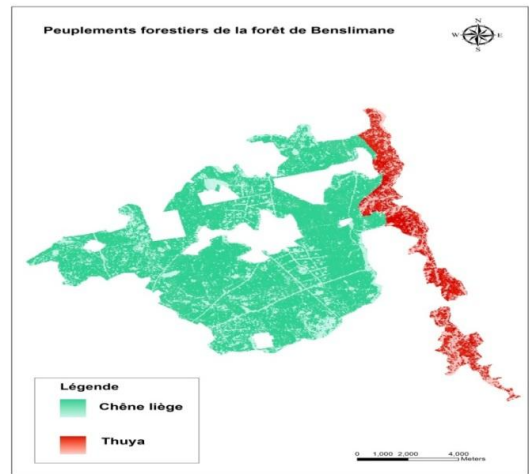 Peuplements forestiers de la forêt de Benslimane
N
W E
S
Légende
Chêne liège
Thuya
0 1,000 2,000 4,000
Meters